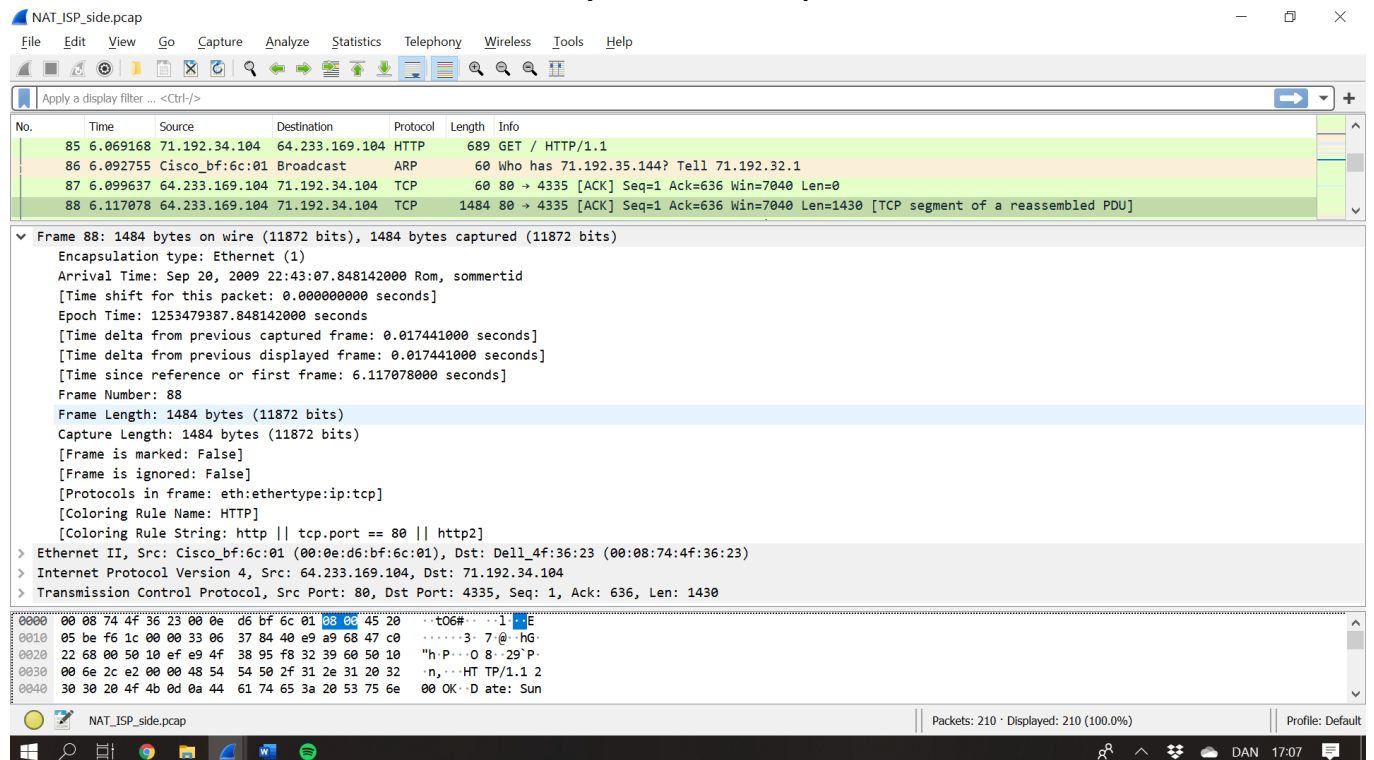 NAT_ISP_side.pcap
File Edit View Go Capture Analyze Statistics Telephony Wireless Tools Help
Apply a display filter ... <Ctrl-/>
No. Time Source Destination Protocol Length Info
85 6.069168 71.192.34.104 64.233.169.104 HTTP 689 GET / HTTP/1.1
86 6.092755 Cisco_bf:6c:01 Broadcast ARP 60 Who has 71.192.35.144? Tell 71.192.32.1
87 6.099637 64.233.169.104 71.192.34.104 TCP 60 80 → 4335 [ACK] Seq=1 Ack=636 Win=7040 Len=0
88 6.117078 64.233.169.104 71.192.34.104 TCP 1484 80 → 4335 [ACK] Seq=1 Ack=636 Win=7040 Len=1430 [TCP segment of a reassembled PDU]
Frame 88: 1484 bytes on wire (11872 bits), 1484 bytes captured (11872 bits)
Encapsulation type: Ethernet (1)
Arrival Time: Sep 20, 2009 22:43:07.848142000 Rom, sommertid
[Time shift for this packet: 0.000000000 seconds]
Epoch Time: 1253479387.848142000 seconds
[Time delta from previous captured frame: 0.017441000 seconds]
[Time delta from previous displayed frame: 0.017441000 seconds]
[Time since reference or first frame: 6.117078000 seconds]
Frame Number: 88
Frame Length: 1484 bytes (11872 bits)
Capture Length: 1484 bytes (11872 bits)
[Frame is marked: False]
[Frame is ignored: False]
[Protocols in frame: eth:ethertype:ip:tcp]
[Coloring Rule Name: HTTP]
[Coloring Rule String: http || tcp.port == 80 || http2]
Ethernet II, Src: Cisco_bf:6c:01 (00:0e:d6:bf:6c:01), Dst: Dell_4f:36:23 (00:08:74:4f:36:23)
Internet Protocol Version 4, Src: 64.233.169.104, Dst: 71.192.34.104
Transmission Control Protocol, Src Port: 80, Dst Port: 4335, Seq: 1, Ack: 636, Len: 1430
0000 00 08 74 4f 36 23 00 0e d6 bf 6c 01 08 00 45 20 ··tO6#·· ··l···E
0010 05 be f6 1c 00 00 33 06 37 84 40 e9 a9 68 47 c0 ······3· 7·@··hG·
0020 22 68 00 50 10 ef e9 4f 38 95 f8 32 39 60 50 10 "h·P···O 8··29`P·
0030 00 6e 2c e2 00 00 48 54 54 50 2f 31 2e 31 20 32 ·n,···HT TP/1.1 2
0040 30 30 20 4f 4b 0d 0a 44 61 74 65 3a 20 53 75 6e 00 OK··D ate: Sun
NAT_ISP_side.pcap Packets: 210 · Displayed: 210 (100.0%) Profile: Default
DAN 17:07